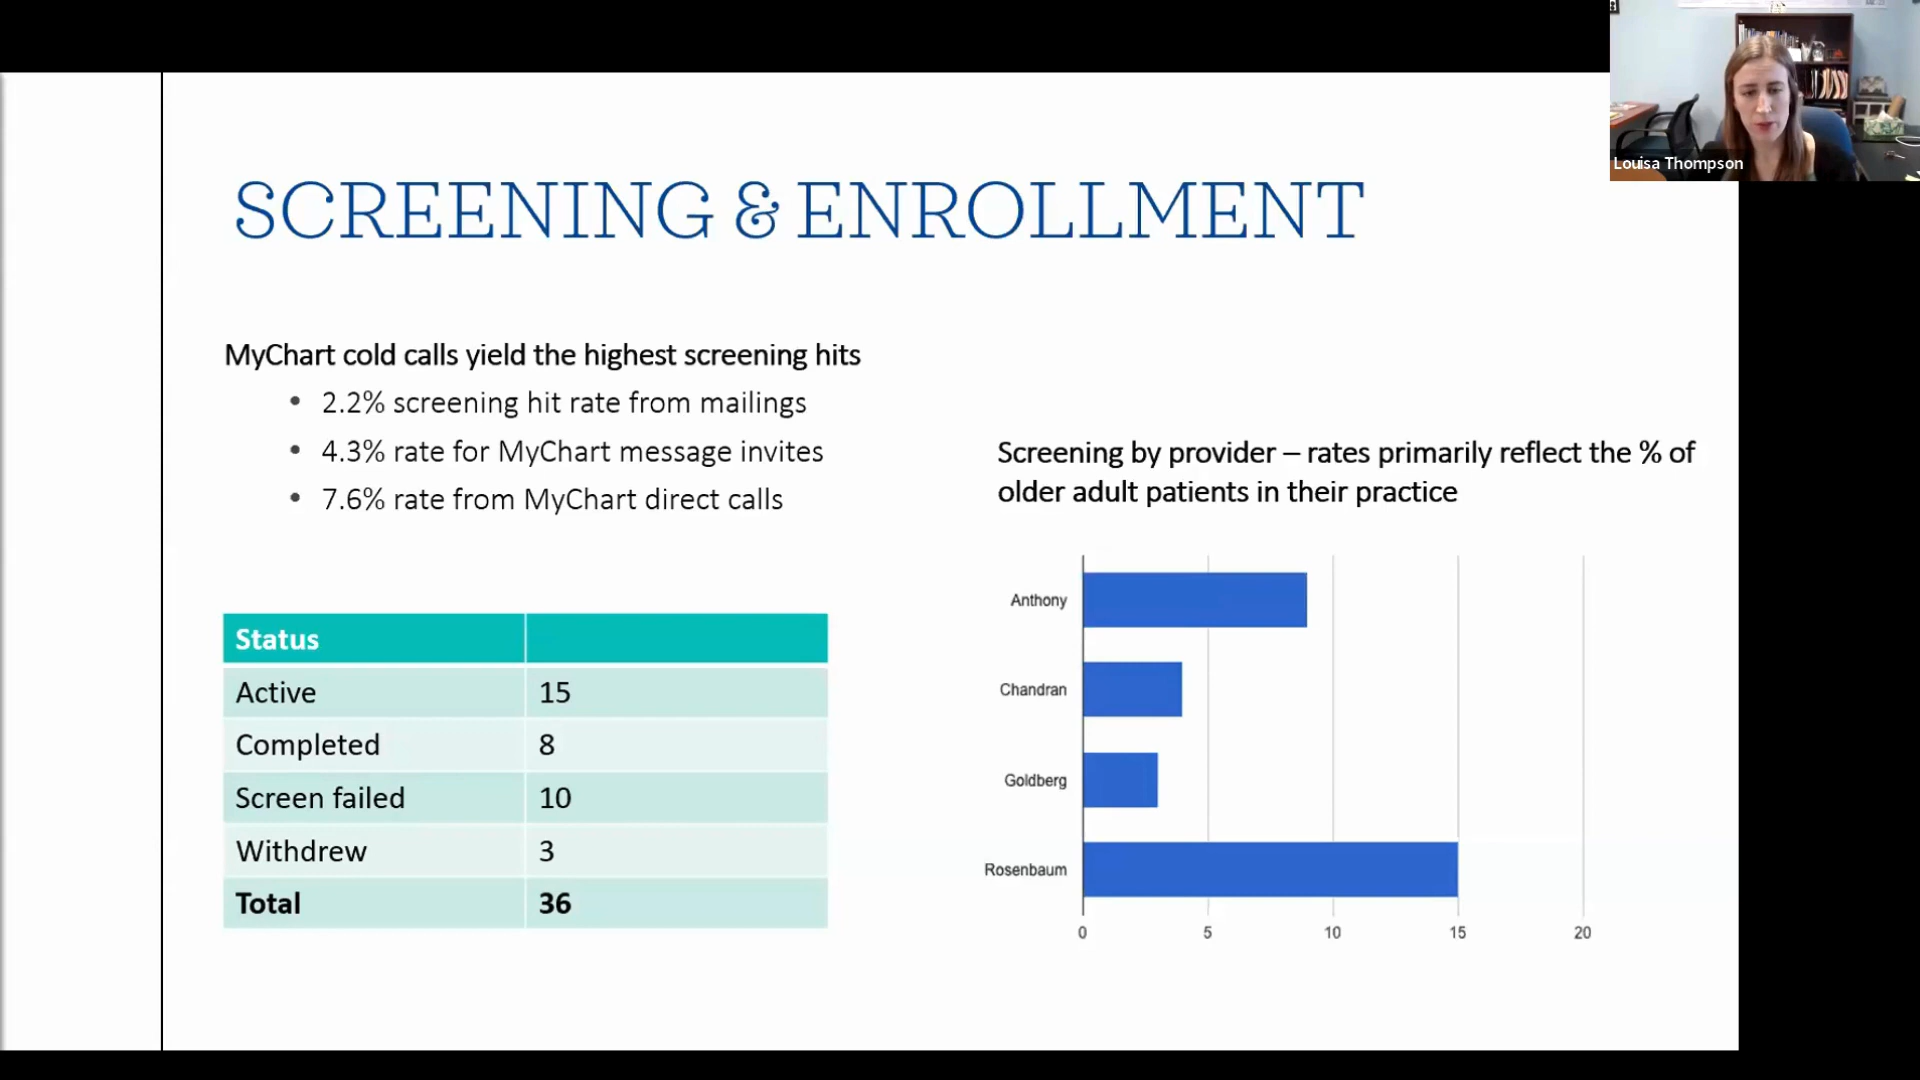 Louisa Thompson
SCREENING & ENROLLMENT
MyChart cold calls yield the highest screening hits
• 2.2% screening hit rate from mailings
• 4.3% rate for MyChart message invites
• 7.6% rate from MyChart direct calls
Status
Active 15
Completed 8
Screen failed 10
Withdrew 3
Total 36
Screening by provider – rates primarily reflect the % of
older adult patients in their practice
Anthony
Chandran
Goldberg
Rosenbaum
0 5 10 15 20